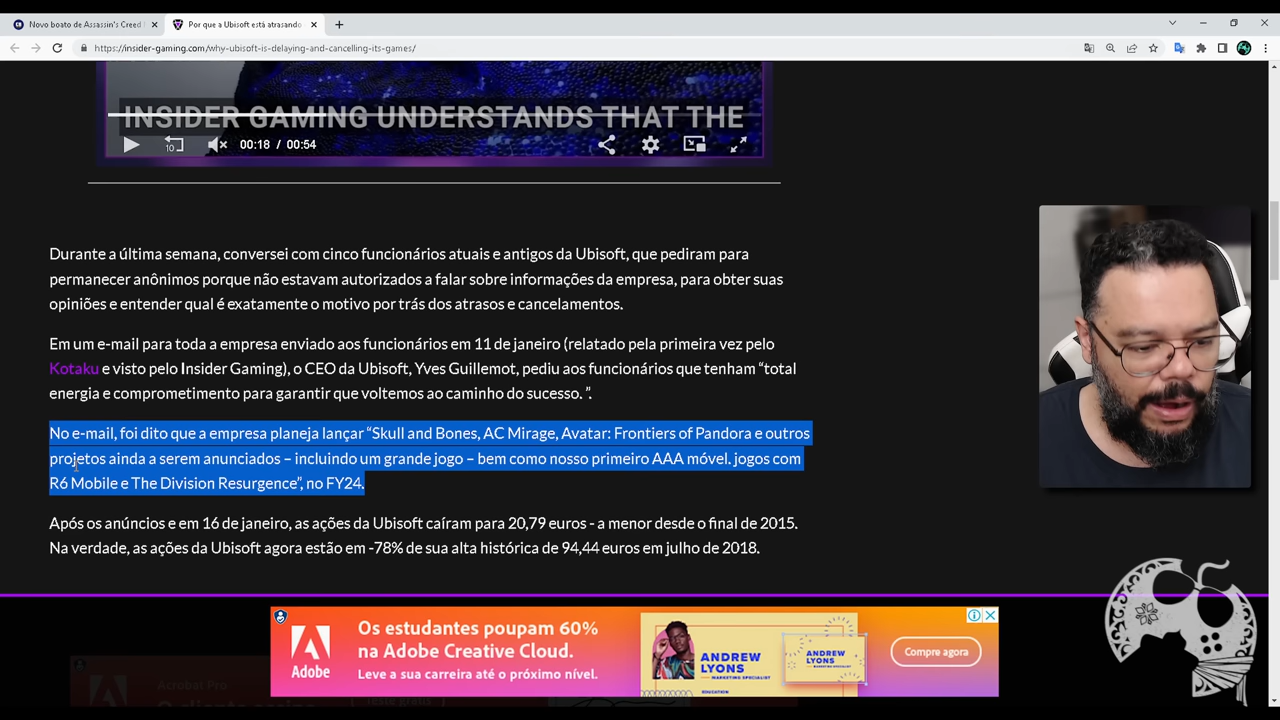 Novo boato de Assassin's Creed
Por que a Ubisoft está atrasando
https://insider-gaming.com/why-ubisoft-is-delaying-and-cancelling-its-games/
INSIDER GAMING UNDERSTANDS THAT THE
10
00:18 / 00:54
Durante a última semana, conversei com cinco funcionários atuais e antigos da Ubisoft, que pediram para
permanecer anônimos porque não estavam autorizados a falar sobre informações da empresa, para obter suas
opiniões e entender qual é exatamente o motivo por trás dos atrasos e cancelamentos.
Em um e-mail para toda a empresa enviado aos funcionários em 11 de janeiro (relatado pela primeira vez pelo
Kotaku e visto pelo Insider Gaming), o CEO da Ubisoft, Yves Guillemot, pediu aos funcionários que tenham “total
energia e comprometimento para garantir que voltemos ao caminho do sucesso. ”.
No e-mail, foi dito que a empresa planeja lançar “Skull and Bones, AC Mirage, Avatar: Frontiers of Pandora e outros
projetos ainda a serem anunciados – incluindo um grande jogo – bem como nosso primeiro AAA móvel. jogos com
R6 Mobile e The Division Resurgence”, no FY24.
Após os anúncios e em 16 de janeiro, as ações da Ubisoft caíram para 20,79 euros - a menor desde o final de 2015.
Na verdade, as ações da Ubisoft agora estão em -78% de sua alta histórica de 94,44 euros em julho de 2018.
Adobe
Os estudantes poupam 60%
na Adobe Creative Cloud.
Leve a sua carreira até o próximo nível.
ANDREW
LYONS
MARKETING SPECIALIST
EDUCATION
ANDREW
LYONS
MARKETING SPECIALIST
Compre agora
Acrobat Pro